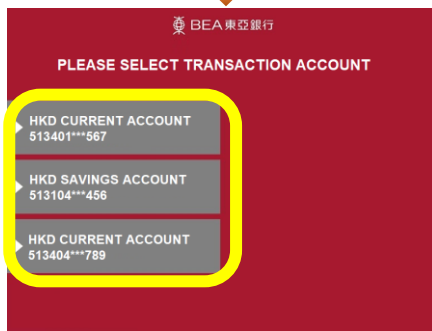 BEA東亞銀行
PLEASE SELECT TRANSACTION ACCOUNT
HKD CURRENT ACCOUNT
513401***567
HKD SAVINGS ACCOUNT
513104***456
HKD CURRENT ACCOUNT
513404***789